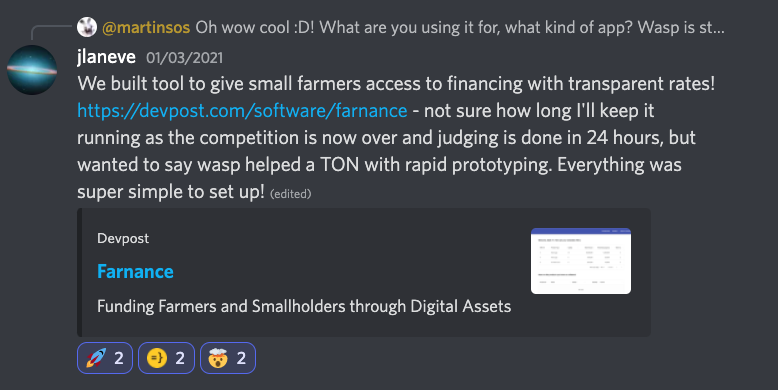 @martinsos Oh wow cool :D! What are you using it for, what kind of app? Wasp is st...
jlaneve 01/03/2021
We built tool to give small farmers access to financing with transparent rates!
https://devpost.com/software/farnance - not sure how long I'll keep it
running as the competition is now over and judging is done in 24 hours, but
wanted to say wasp helped a TON with rapid prototyping. Everything was
super simple to set up! (edited)
Devpost
Farnance
Funding Farmers and Smallholders through Digital Assets
2 2 2